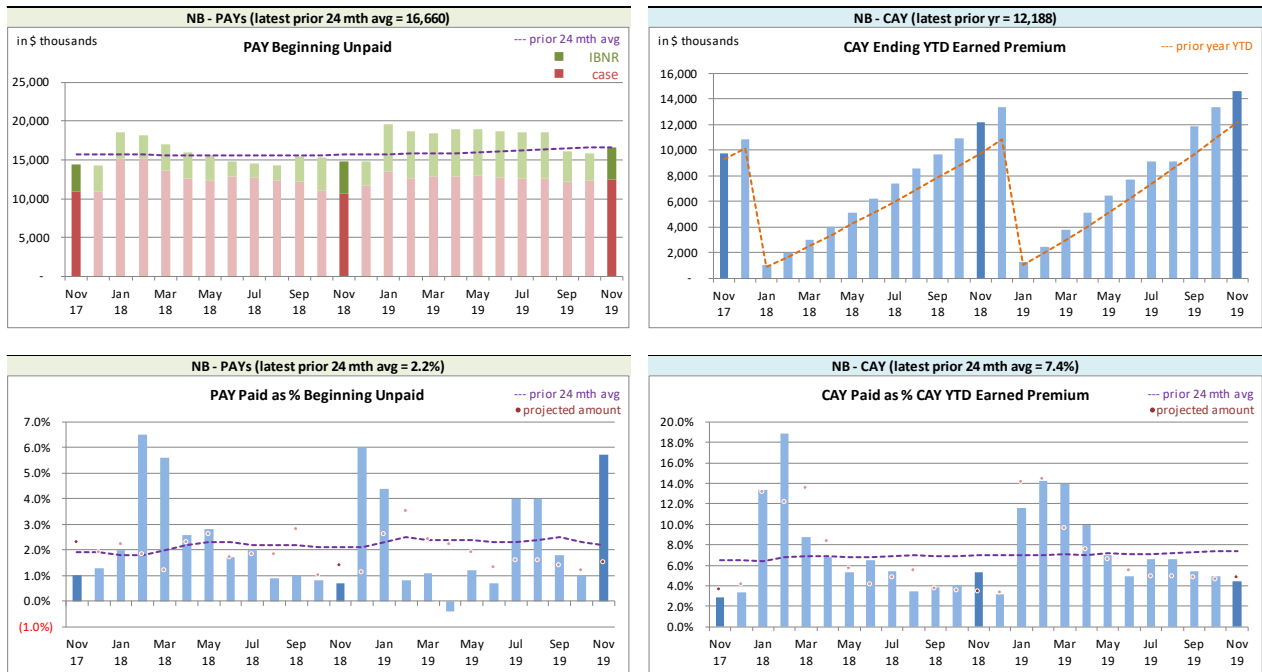 NB - PAYs (latest prior 24 mth avg = 16,660)
in $ thousands
PAY Beginning Unpaid
--- prior 24 mth avg
IBNR
case
25,000
20,000
15,000
10,000
5,000
-
Nov Jan Mar May Jul Sep Nov Jan Mar May Jul Sep Nov
17 18 18 18 18 18 18 19 19 19 19 19 19
NB - CAY (latest prior yr = 12,188)
in $ thousands
CAY Ending YTD Earned Premium
--- prior year YTD
16,000
14,000
12,000
10,000
8,000
6,000
4,000
2,000
-
Nov Jan Mar May Jul Sep Nov Jan Mar May Jul Sep Nov
17 18 18 18 18 18 18 19 19 19 19 19 19
NB - PAYs (latest prior 24 mth avg = 2.2%)
PAY Paid as % Beginning Unpaid
--- prior 24 mth avg
projected amount
7.0%
6.0%
5.0%
4.0%
3.0%
2.0%
1.0%
0.0%
(1.0%)
Nov Jan Mar May Jul Sep Nov Jan Mar May Jul Sep Nov
17 18 18 18 18 18 18 19 19 19 19 19 19
NB - CAY (latest prior 24 mth avg = 7.4%)
CAY Paid as % CAY YTD Earned Premium
--- prior 24 mth avg
projected amount
20.0%
18.0%
16.0%
14.0%
12.0%
10.0%
8.0%
6.0%
4.0%
2.0%
0.0%
Nov Jan Mar May Jul Sep Nov Jan Mar May Jul Sep Nov
17 18 18 18 18 18 18 19 19 19 19 19 19